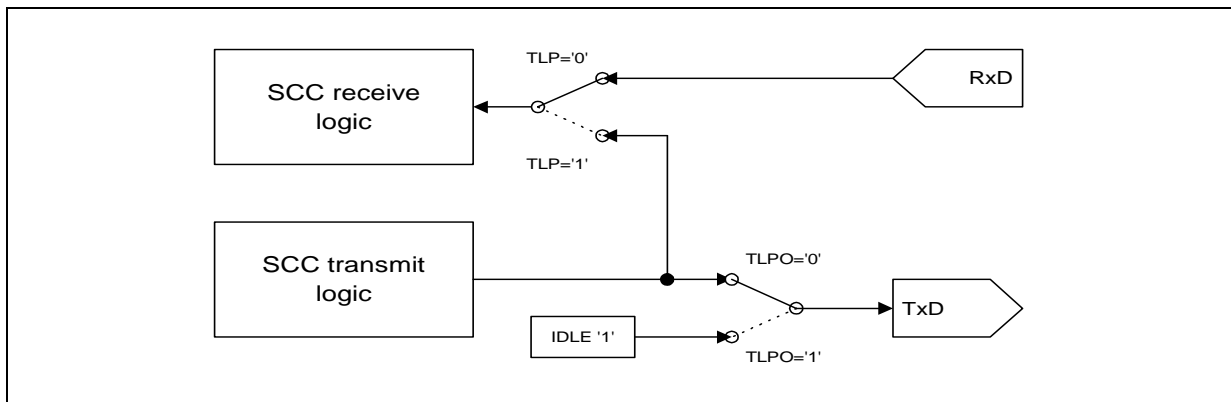 TLP='0'
SCC receive
logic
RxD
TLP='1'
SCC transmit
logic
TLPO='0'
TxD
IDLE '1'
TLPO='1'